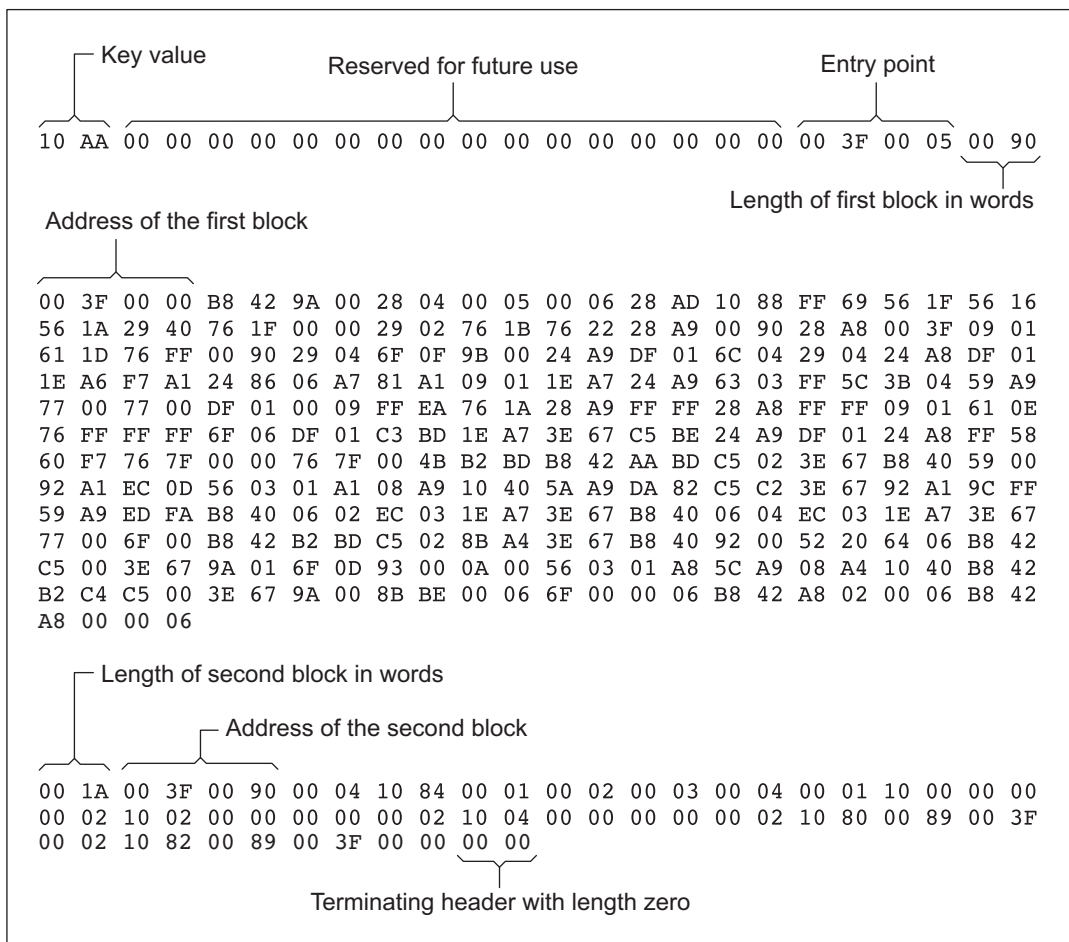 Key value
Reserved for future use
Entry point
10 AA 00 00 00 00 00 00 00 00 00 00 00 00 00 00 00 00 00 3F 00 05 00 90
Length of first block in words
Address of the first block
00 3F 00 00 B8 42 9A 00 28 04 00 05 00 06 28 AD 10 88 FF 69 56 1F 56 16
56 1A 29 40 76 1F 00 00 29 02 76 1B 76 22 28 A9 00 90 28 A8 00 3F 09 01
61 1D 76 FF 00 90 29 04 6F 0F 9B 00 24 A9 DF 01 6C 04 29 04 24 A8 DF 01
1E A6 F7 A1 24 86 06 A7 81 A1 09 01 1E A7 24 A9 63 03 FF 5C 3B 04 59 A9
77 00 77 00 DF 01 00 09 FF EA 76 1A 28 A9 FF FF 28 A8 FF FF 09 01 61 0E
76 FF FF FF 6F 06 DF 01 C3 BD 1E A7 3E 67 C5 BE 24 A9 DF 01 24 A8 FF 58
60 F7 76 7F 00 00 76 7F 00 4B B2 BD B8 42 AA BD C5 02 3E 67 B8 40 59 00
92 A1 EC 0D 56 03 01 A1 08 A9 10 40 5A A9 DA 82 C5 C2 3E 67 92 A1 9C FF
59 A9 ED FA B8 40 06 02 EC 03 1E A7 3E 67 B8 40 06 04 EC 03 1E A7 3E 67
77 00 6F 00 B8 42 B2 BD C5 02 8B A4 3E 67 B8 40 92 00 52 20 64 06 B8 42
C5 00 3E 67 9A 01 6F 0D 93 00 0A 00 56 03 01 A8 5C A9 08 A4 10 40 B8 42
B2 C4 C5 00 3E 67 9A 00 8B BE 00 06 6F 00 00 06 B8 42 A8 02 00 06 B8 42
A8 00 00 06
Length of second block in words
Address of the second block
00 1A 00 3F 00 90 00 04 10 84 00 01 00 02 00 03 00 04 00 01 10 00 00 00
00 02 10 02 00 00 00 00 00 02 10 04 00 00 00 00 00 02 10 80 00 89 00 3F
00 02 10 82 00 89 00 3F 00 00 00 00
Terminating header with length zero